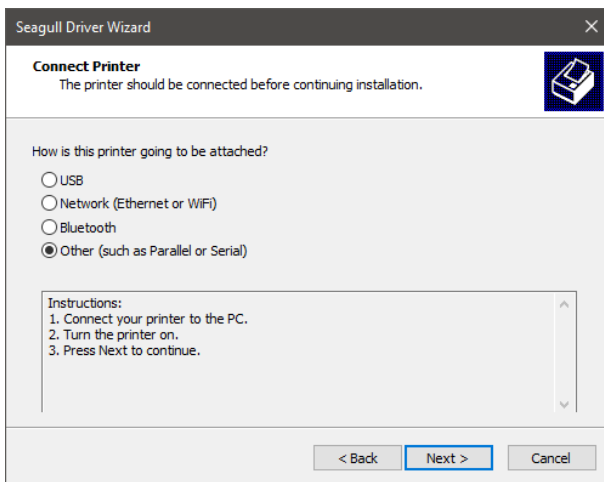 Seagull Driver Wizard
Connect Printer
The printer should be connected before continuing installation.
How is this printer going to be attached?
USB
Network (Ethernet or WiFi)
Bluetooth
Other (such as Parallel or Serial)
Instructions:
1. Connect your printer to the PC.
2. Turn the printer on.
3. Press Next to continue.
< Back Next > Cancel